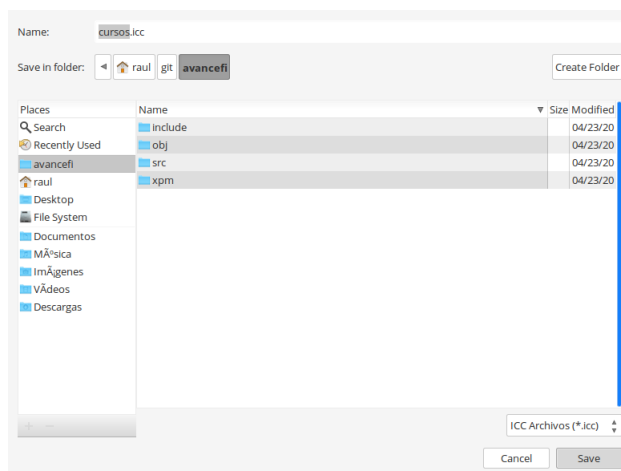 Name: cursos.icc
Save in folder: raul git avancefi Create Folder
Places Name Size Modified
Search include 04/23/20
Recently Used obj 04/23/20
avancefi src 04/23/20
raul xpm 04/23/20
Desktop
File System
Documentos
MÃºsica
ImÃ¡genes
VÃ­deos
Descargas
ICC Archivos (*.icc)
Cancel Save